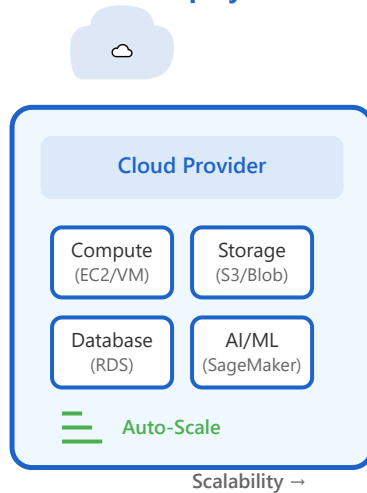 Cloud Provider
Compute
(EC2/VM)
Storage
(S3/Blob)
Database
(RDS)
AI/ML
(SageMaker)
Auto-Scale
Scalability →